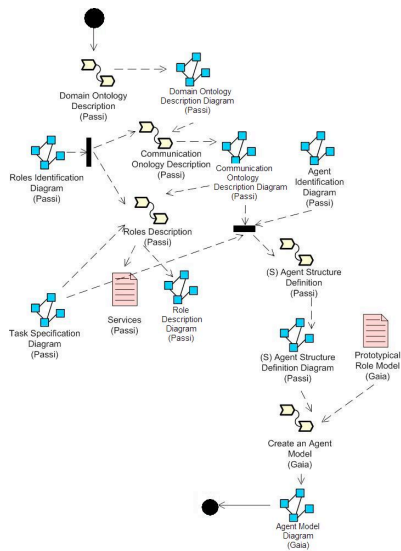 Domain Ontology
Description
(Passi)
Domain Ontology
Description Diagram
(Passi)
Roles Identification
Diagram
(Passi)
Communication
Onology Description
(Passi)
Communication
Ontology
Description Diagram
(Passi)
Agent
Identification
Diagram
(Passi)
Roles Description
(Passi)
(S) Agent Structure
Definition
(Passi)
Task Specification
Diagram
(Passi)
Services
(Passi)
Role
Description
Diagram
(Passi)
(S) Agent Structure
Definition Diagram
(Passi)
Prototypical
Role Model
(Gaia)
Create an Agent
Model
(Gaia)
Agent Model
Diagram
(Gaia)